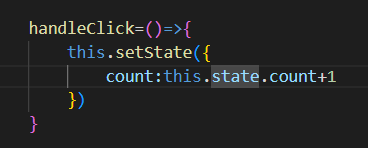 handleClick=()=>{
    this.setState({
        count:this.state.count+1
    })
}